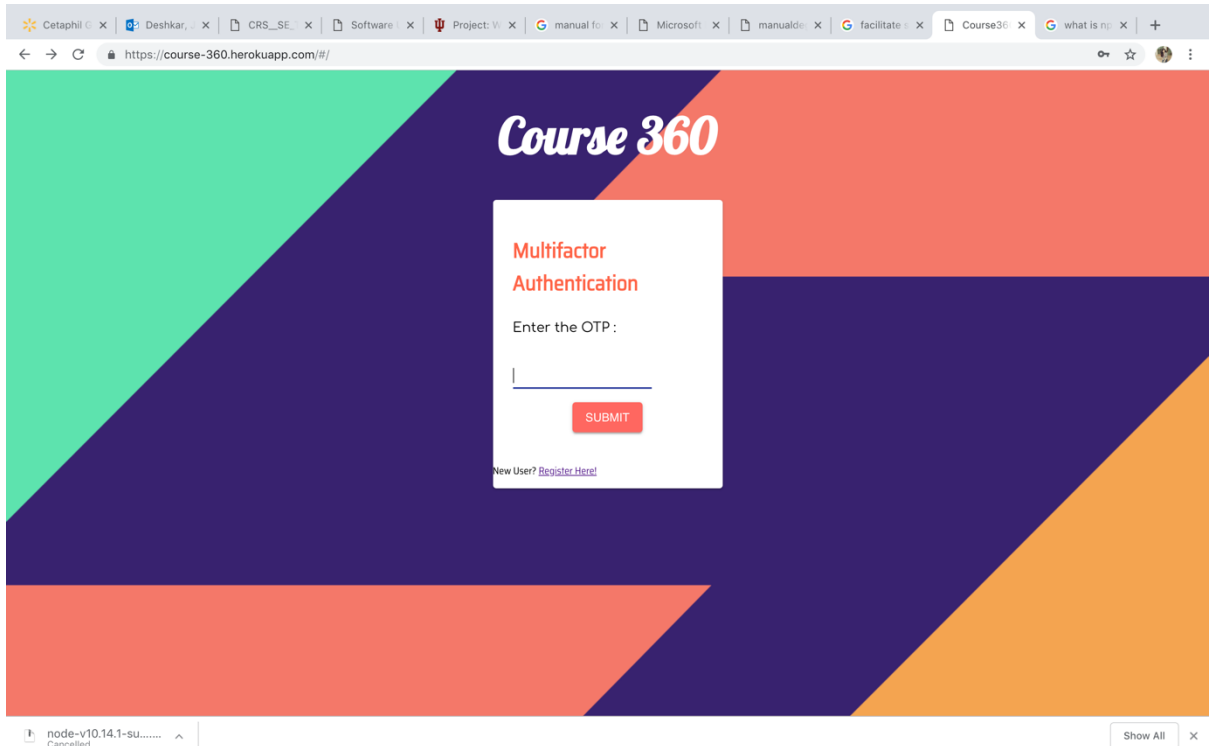 Cetaphil G
Deshkar, J
CRS__SE_
Software
Project: W
manual fo
Microsoft
manualde
facilitate s
Course36
what is np
https://course-360.herokuapp.com/#/
Course 360
Multifactor
Authentication
Enter the OTP :
SUBMIT
New User? Register Here!
node-v10.14.1-su.......
Cancelled
Show All